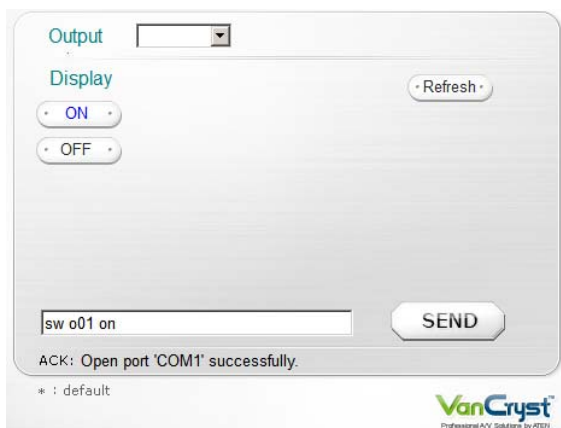 Output
Display
· Refresh ·
· ON ·
· OFF ·
sw o01 on
SEND
ACK: Open port 'COM1' successfully.
* : default
VanCryst™
Professional A/V Solutions by ATEN